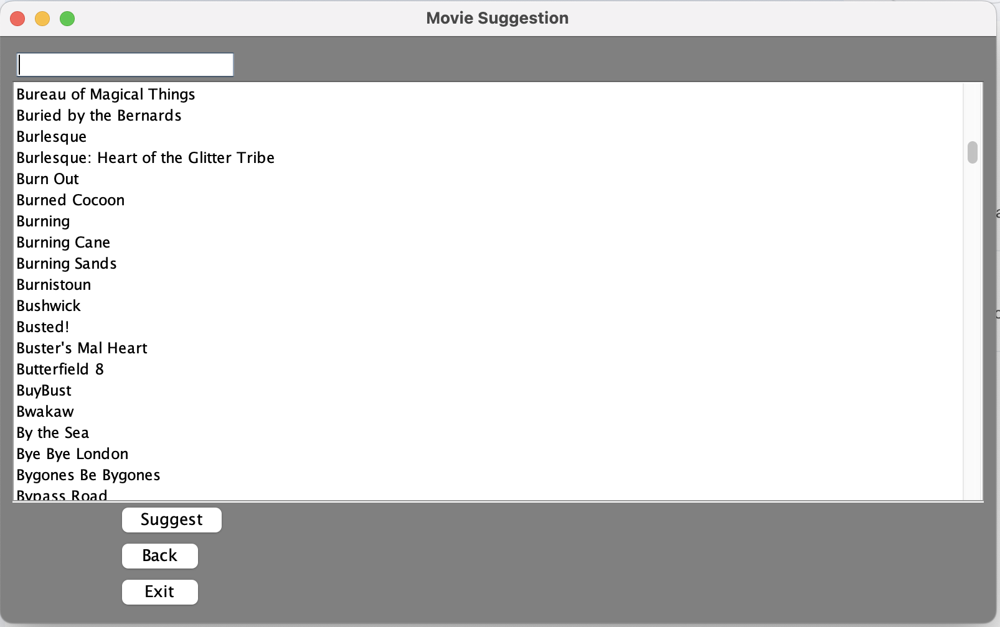 Movie Suggestion
Bureau of Magical Things
Buried by the Bernards
Burlesque
Burlesque: Heart of the Glitter Tribe
Burn Out
Burned Cocoon
Burning
Burning Cane
Burning Sands
Burnistoun
Bushwick
Busted!
Buster's Mal Heart
Butterfield 8
BuyBust
Bwakaw
By the Sea
Bye Bye London
Bygones Be Bygones
Bypass Road
Suggest
Back
Exit